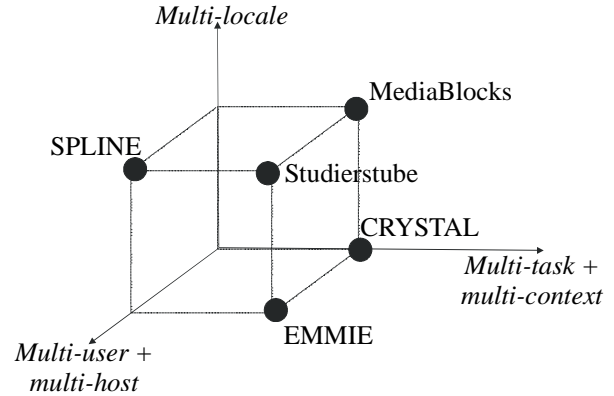 Multi-locale
MediaBlocks
SPLINE
Studierstube
CRYSTAL
Multi-task +
multi-context
EMMIE
Multi-user +
multi-host